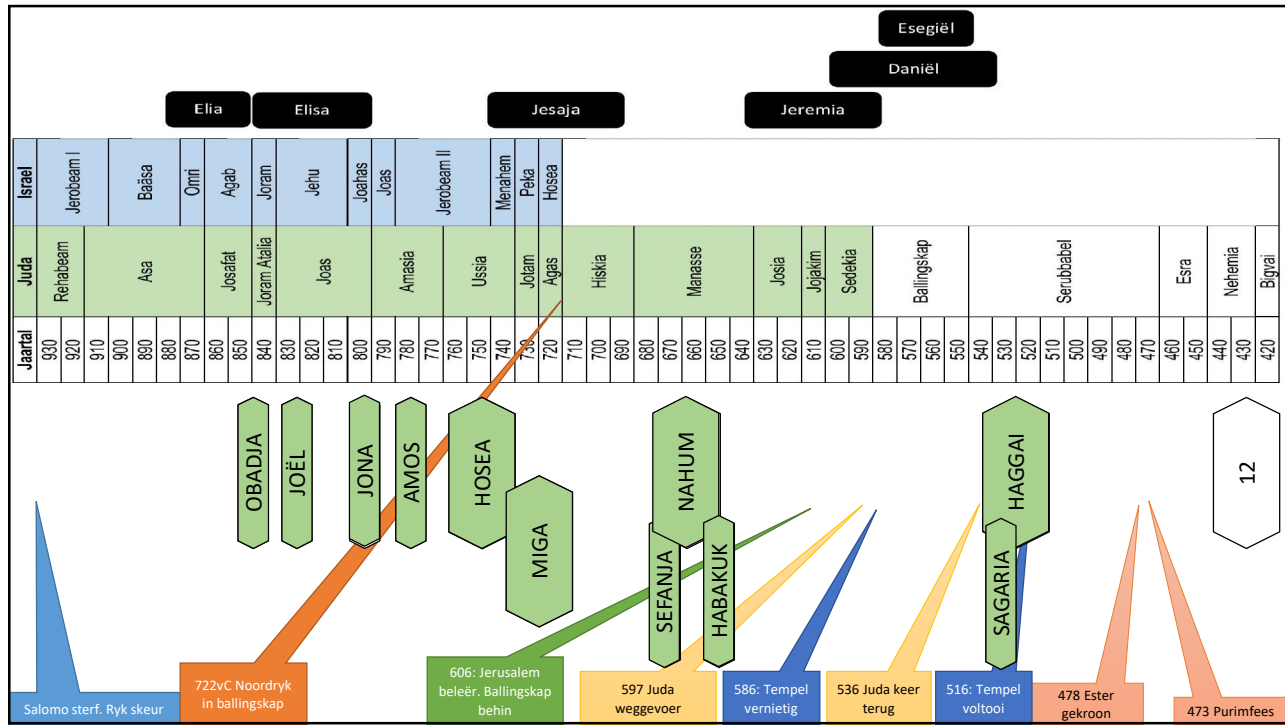 Esegiël
Daniël
Elia
Elisa
Jesaja
Jeremia
Israel
Jerobeam I
Baäsa
Omri
Agab
Joram
Jehu
Joahas
Joas
Jerobeam II
Menahem
Peka
Hosea
Juda
Rehabeam
Asa
Josafat
Joram Atalia
Joas
Amasia
Ussia
Jotam
Agas
Hiskia
Manasse
Josia
Jojakim
Sedekia
Ballingskap
Serubbabel
Esra
Nehemia
Bigvai
Jaartal
930
920
910
900
890
880
870
860
850
840
830
820
810
800
790
780
770
760
750
740
730
720
710
700
690
680
670
660
650
640
630
620
610
600
590
580
570
560
550
540
530
520
510
500
490
480
470
460
450
440
430
420
OBADJA
JOËL
JONA
AMOS
HOSEA
MIGA
SEFANJA
NAHUM
HABAKUK
HAGGAI
SAGARIA
12
Salomo sterf. Ryk skeur
722vC Noordryk
in ballingskap
606: Jerusalem
beleër. Ballingskap
behin
597 Juda
weggevoer
586: Tempel
vernietig
536 Juda keer
terug
516: Tempel
voltooi
478 Ester
gekroon
473 Purimfees